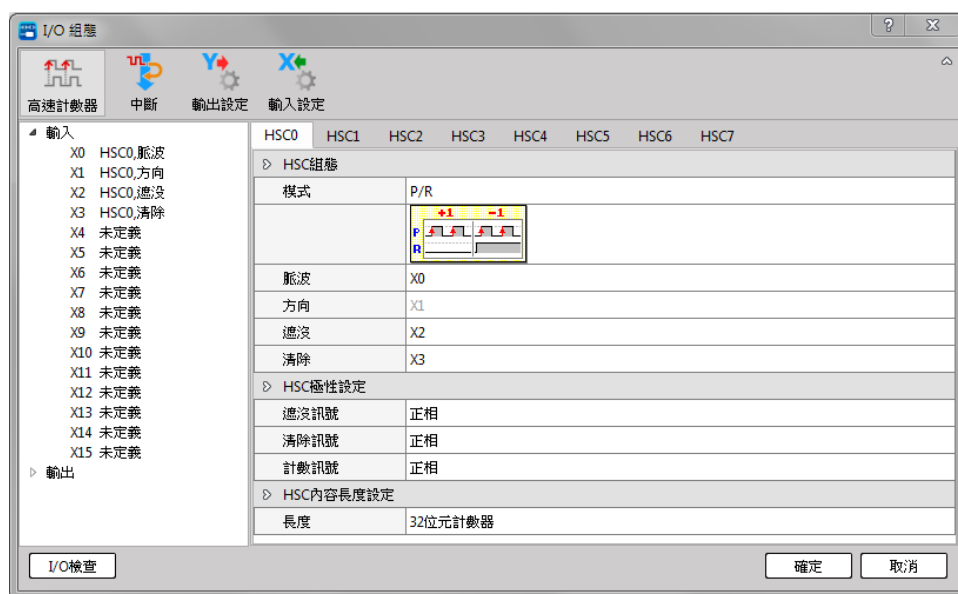 I/O 組態
高速計數器 中斷 輸出設定 輸入設定
輸入
X0 HSC0,脈波
X1 HSC0,方向
X2 HSC0,遮没
X3 HSC0,清除
X4 未定義
X5 未定義
X6 未定義
X7 未定義
X8 未定義
X9 未定義
X10 未定義
X11 未定義
X12 未定義
X13 未定義
X14 未定義
X15 未定義
輸出
HSC0 HSC1 HSC2 HSC3 HSC4 HSC5 HSC6 HSC7
HSC組態
模式 P/R
+1 -1
P
R
脈波 X0
方向 X1
遮沒 X2
清除 X3
HSC極性設定
遮沒訊號 正相
清除訊號 正相
計數訊號 正相
HSC內容長度設定
長度 32位元計數器
I/O檢查 確定 取消